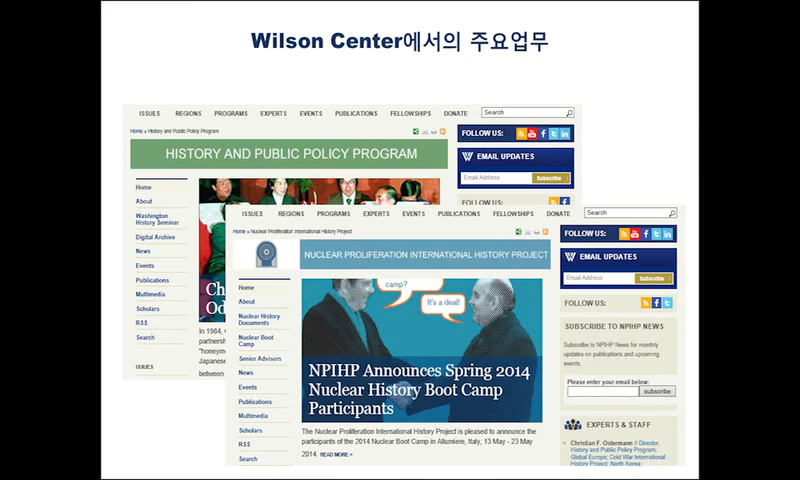 Wilson Center에서의 주요업무
ISSUES REGIONS PROGRAMS EXPERTS EVENTS PUBLICATIONS FELLOWSHIPS DONATE Search
Home » History and Public Policy Program
HISTORY AND PUBLIC POLICY PROGRAM
FOLLOW US:
EMAIL UPDATES
Email Address Subscribe
FOLLOW US:
Home
About
Washington
History Seminar
Digital Archive
News
Events
Publications
Multimedia
Scholars
RSS
Search
ISSUES
Ch
Od
In 1984,
partnersh
"honeymo
Japanese
between
ISSUES REGIONS PROGRAMS EXPERTS EVENTS PUBLICATIONS FELLOWSHIPS DONATE Search
Home » Nuclear Proliferation International History Project
NUCLEAR PROLIFERATION INTERNATIONAL HISTORY PROJECT
Home
About
Nuclear History
Documents
Nuclear Boot
Camp
Senior Advisors
News
Events
Publications
Multimedia
Scholars
RSS
Search
camp?
It's a deal!
NPIHP Announces Spring 2014
Nuclear History Boot Camp
Participants
The Nuclear Proliferation International History Project is pleased to announce the
participants of the 2014 Nuclear Boot Camp in Allumiere, Italy, 13 May - 23 May
2014. READ MORE >
FOLLOW US:
EMAIL UPDATES
Email Address Subscribe
FOLLOW US:
SUBSCRIBE TO NPIHP NEWS
Subscribe to NPIHP News for monthly
updates on publications and upcoming
events.
Please enter your email below:
subscribe
EXPERTS & STAFF
Christian F. Ostermann // Director,
History and Public Policy Program;
Global Europe; Cold War International
History Project; North Korea